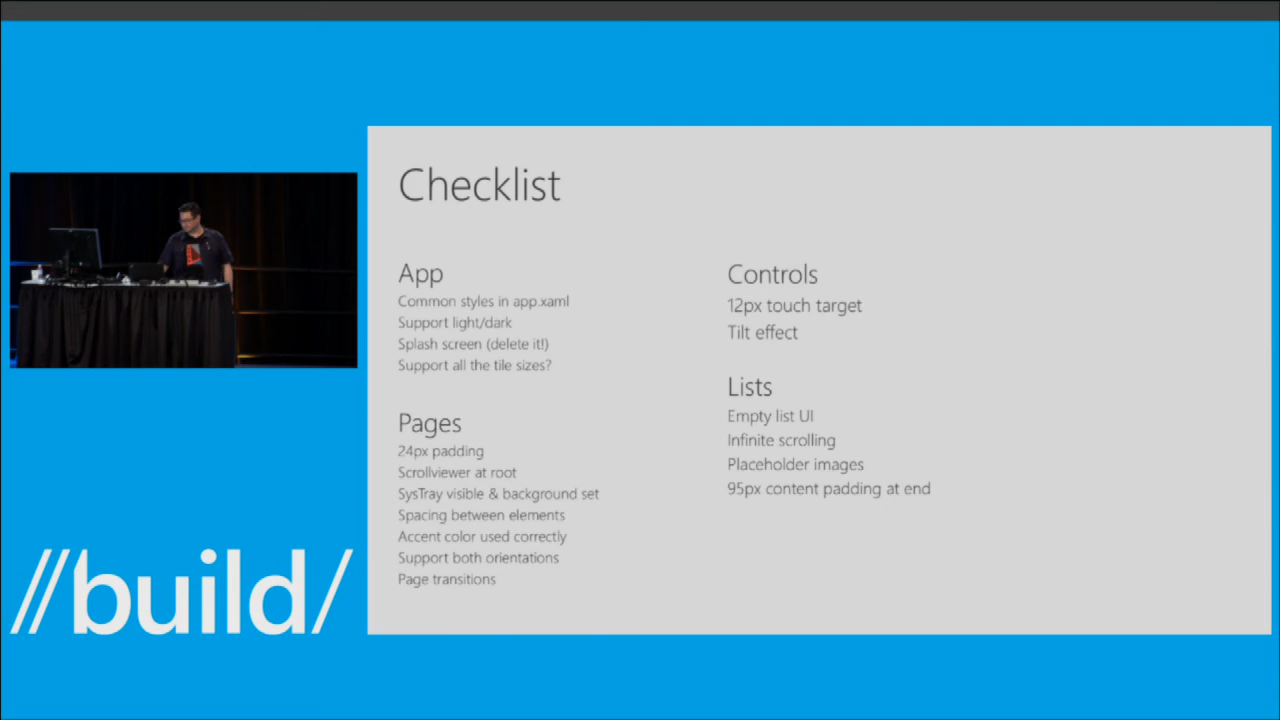 Checklist
App
Common styles in app.xaml
Support light/dark
Splash screen (delete it!)
Support all the tile sizes?
Pages
24px padding
Scrollviewer at root
SysTray visible & background set
Spacing between elements
Accent color used correctly
Support both orientations
Page transitions
Controls
12px touch target
Tilt effect
Lists
Empty list UI
Infinite scrolling
Placeholder images
95px content padding at end
//build/